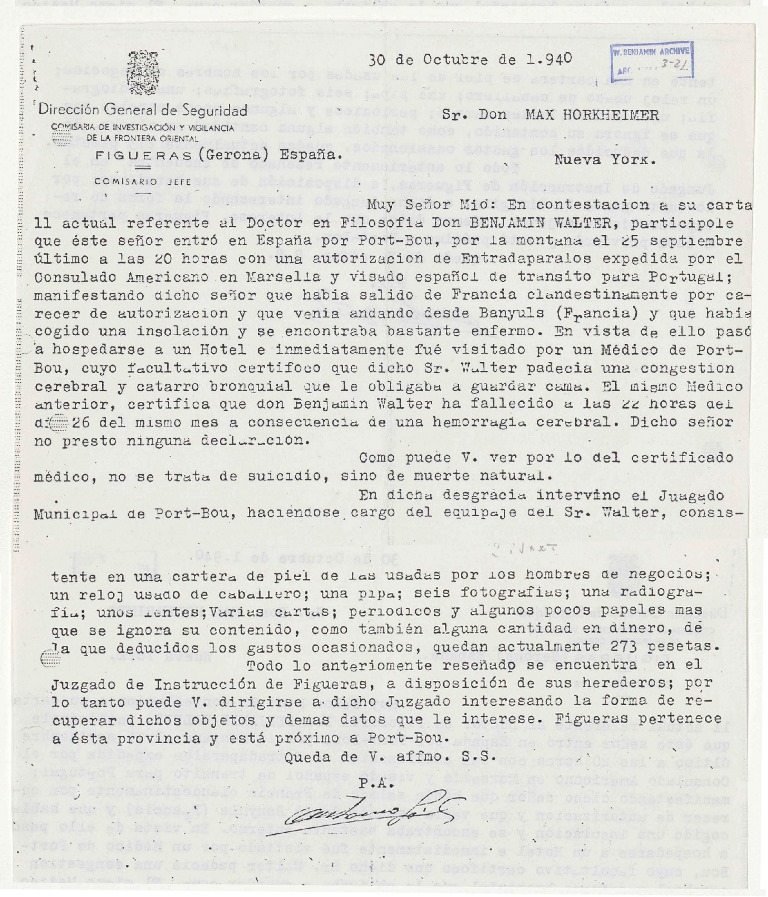 30 de Octubre de 1.940
W. BENJAMIN ARCHIVE
3-21
Dirección General de Seguridad
COMISARIA DE INVESTIGACIÓN Y VIGILANCIA
DE LA FRONTERA ORIENTAL
FIGUERAS (Gerona) España.
COMISARIO JEFE
Sr. Don MAX HORKHEIMER
Nueva York.
Muy Señor Mio: En contestacion a su carta
11 actual referente al Doctor en Filosofía Don BENJAMIN WALTER, participole
que éste señor entró en España por Port-Bou, por la montana el 25 septiembre
último a las 20 horas con una autorizacion de Entradaparalos expedida por el
Consulado Americano en Marsella y visado español de transito para Portugal;
manifestando dicho señor que habia salido de Francia clandestinamente por ca-
recer de autorizacion y que venia andando desde Banyuls (Francia) y que habia
cogido una insolación y se encontraba bastante enfermo. En vista de ello pasó
a hospedarse a un Hotel e inmediatamente fué visitado por un Médico de Port-
Bou, cuyo facultativo certifoco que dicho Sr. Walter padecia una congestion
cerebral y catarro bronquial que le obligaba a guardar cama. El mismo Medico
anterior, certifica que don Benjamin Walter ha fallecido a las 22 horas del
26 del mismo mes a consecuencia de una hemorragia cerebral. Dicho señor
no presto ninguna declaración.
Como puede V. ver por lo del certificado
médico, no se trata de suicidio, sino de muerte natural.
En dicha desgracia intervino el Juagado
Municipal de Port-Bou, haciéndose cargo del equipaje del Sr. Walter, consis-
tente en una cartera de piel de las usadas por los hombres de negocios;
un reloj usado de caballero; una pipa; seis fotografias; una radiogra-
fía; unos lentes;Varias cartas; periodicos y algunos pocos papeles mas
que se ignora su contenido, como también alguna cantidad en dinero, de
la que deducidos los gastos ocasionados, quedan actualmente 273 pesetas.
Todo lo anteriomente reseñado se encuentra en el
Juzgado de Instrucción de Figueras, a disposición de sus herederos; por
lo tanto puede V. dirigirse a dicho Juzgado interesando la forma de re-
cuperar dichos objetos y demas datos que le interese. Figueras pertenece
a ésta provincia y está próximo a Port-Bou.
Queda de V. affmo. S.S.
P.A.